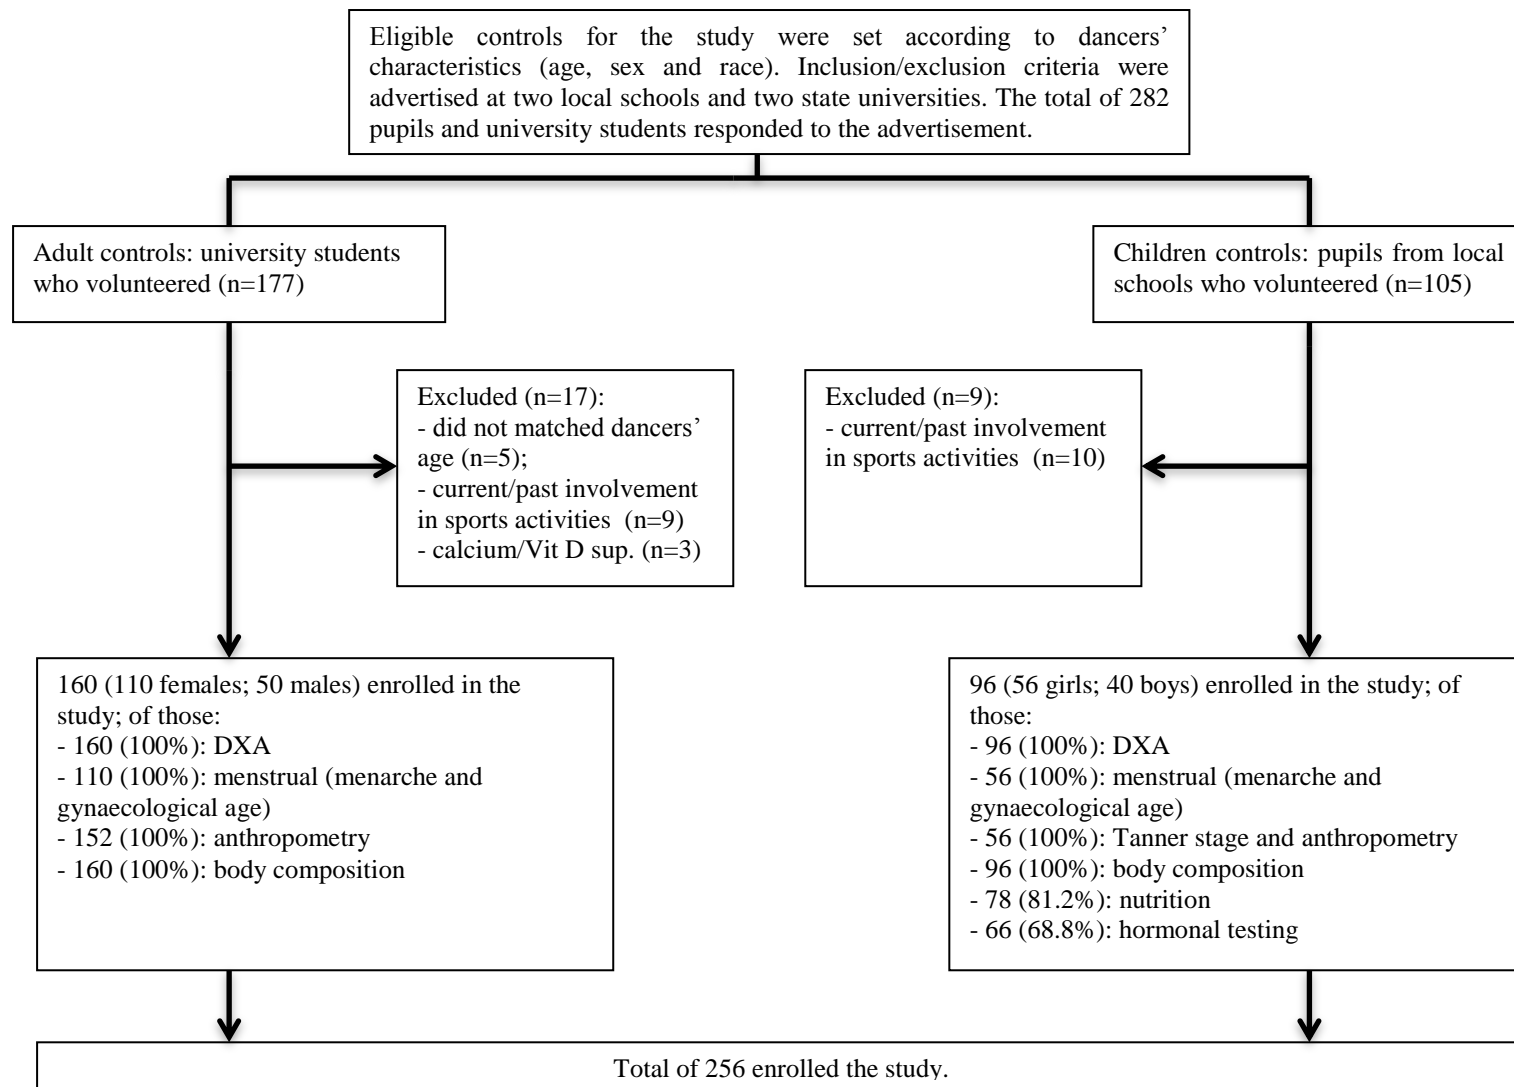 Eligible controls for the study were set according to dancers’
characteristics (age, sex and race). Inclusion/exclusion criteria were
advertised at two local schools and two state universities. The total of 282
pupils and university students responded to the advertisement.
Adult controls: university students
who volunteered (n=177)
Children controls: pupils from local
schools who volunteered (n=105)
Excluded (n=17):
- did not matched dancers’
age (n=5);
- current/past involvement
in sports activities (n=9)
- calcium/Vit D sup. (n=3)
Excluded (n=9):
- current/past involvement
in sports activities (n=10)
160 (110 females; 50 males) enrolled in the
study; of those:
- 160 (100%): DXA
- 110 (100%): menstrual (menarche and
gynaecological age)
- 152 (100%): anthropometry
- 160 (100%): body composition
96 (56 girls; 40 boys) enrolled in the study; of
those:
- 96 (100%): DXA
- 56 (100%): menstrual (menarche and
gynaecological age)
- 56 (100%): Tanner stage and anthropometry
- 96 (100%): body composition
- 78 (81.2%): nutrition
- 66 (68.8%): hormonal testing
Total of 256 enrolled the study.